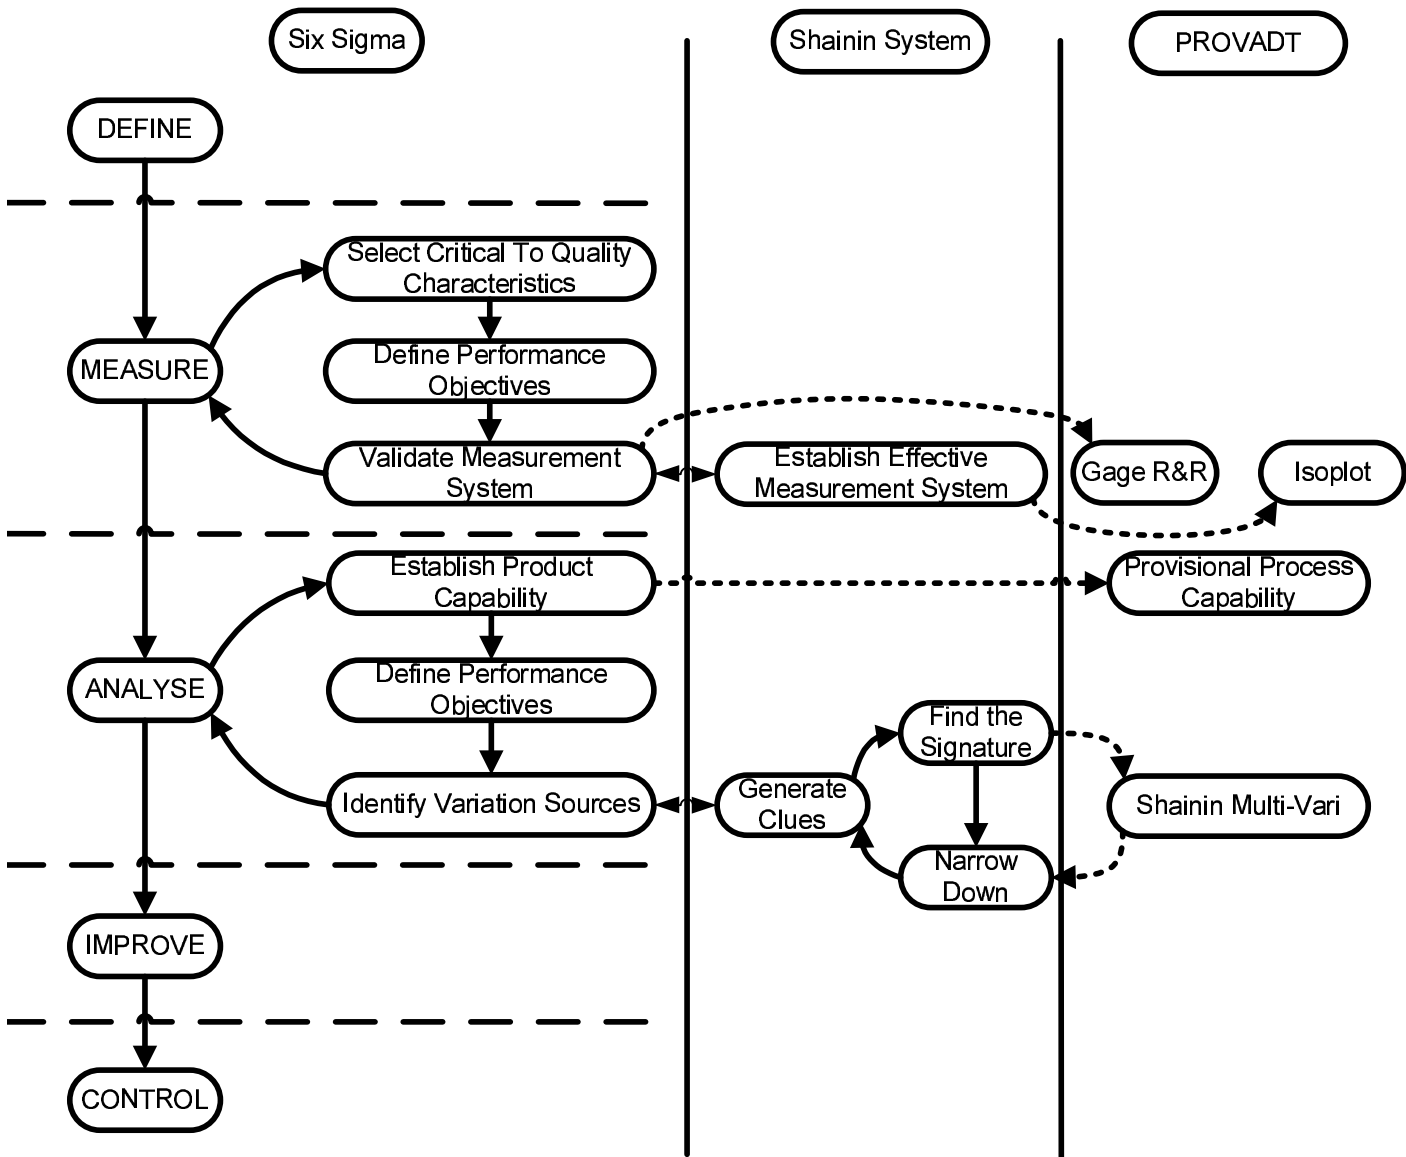 Six Sigma
Shainin System
PROVADT
DEFINE
Select Critical To Quality
Characteristics
MEASURE
Define Performance
Objectives
Validate Measurement
System
Establish Effective
Measurement System
Gage R&R
Isoplot
Establish Product
Capability
Provisional Process
Capability
ANALYSE
Define Performance
Objectives
Find the
Signature
Identify Variation Sources
Generate
Clues
Shainin Multi-Vari
Narrow
Down
IMPROVE
CONTROL